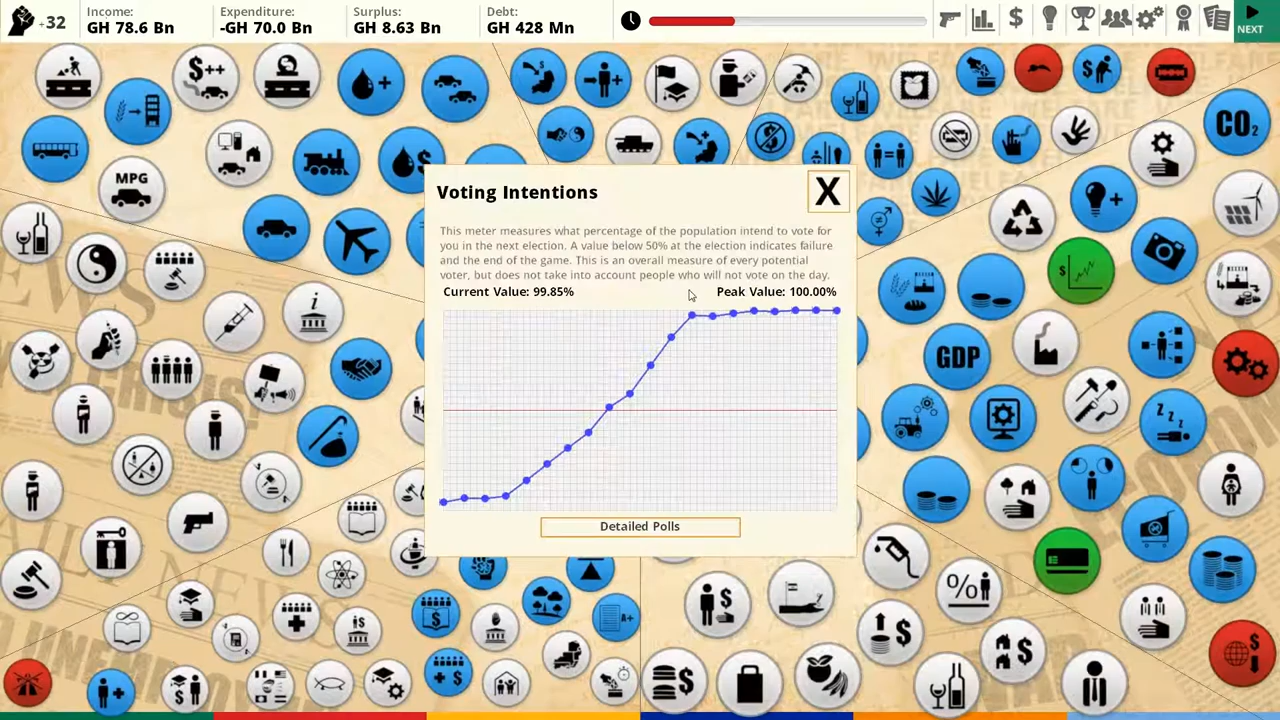 +32
Income:
GH 78.6 Bn
Expenditure:
-GH 70.0 Bn
Surplus:
GH 8.63 Bn
Debt:
GH 428 Mn
NEXT
$++
MPG
CO₂
GDP
A+
Voting Intentions
X
This meter measures what percentage of the population intend to vote for
you in the next election. A value below 50% at the election indicates failure
and the end of the game. This is an overall measure of every potential
voter, but does not take into account people who will not vote on the day.
Current Value: 99.85%
Peak Value: 100.00%
Detailed Polls